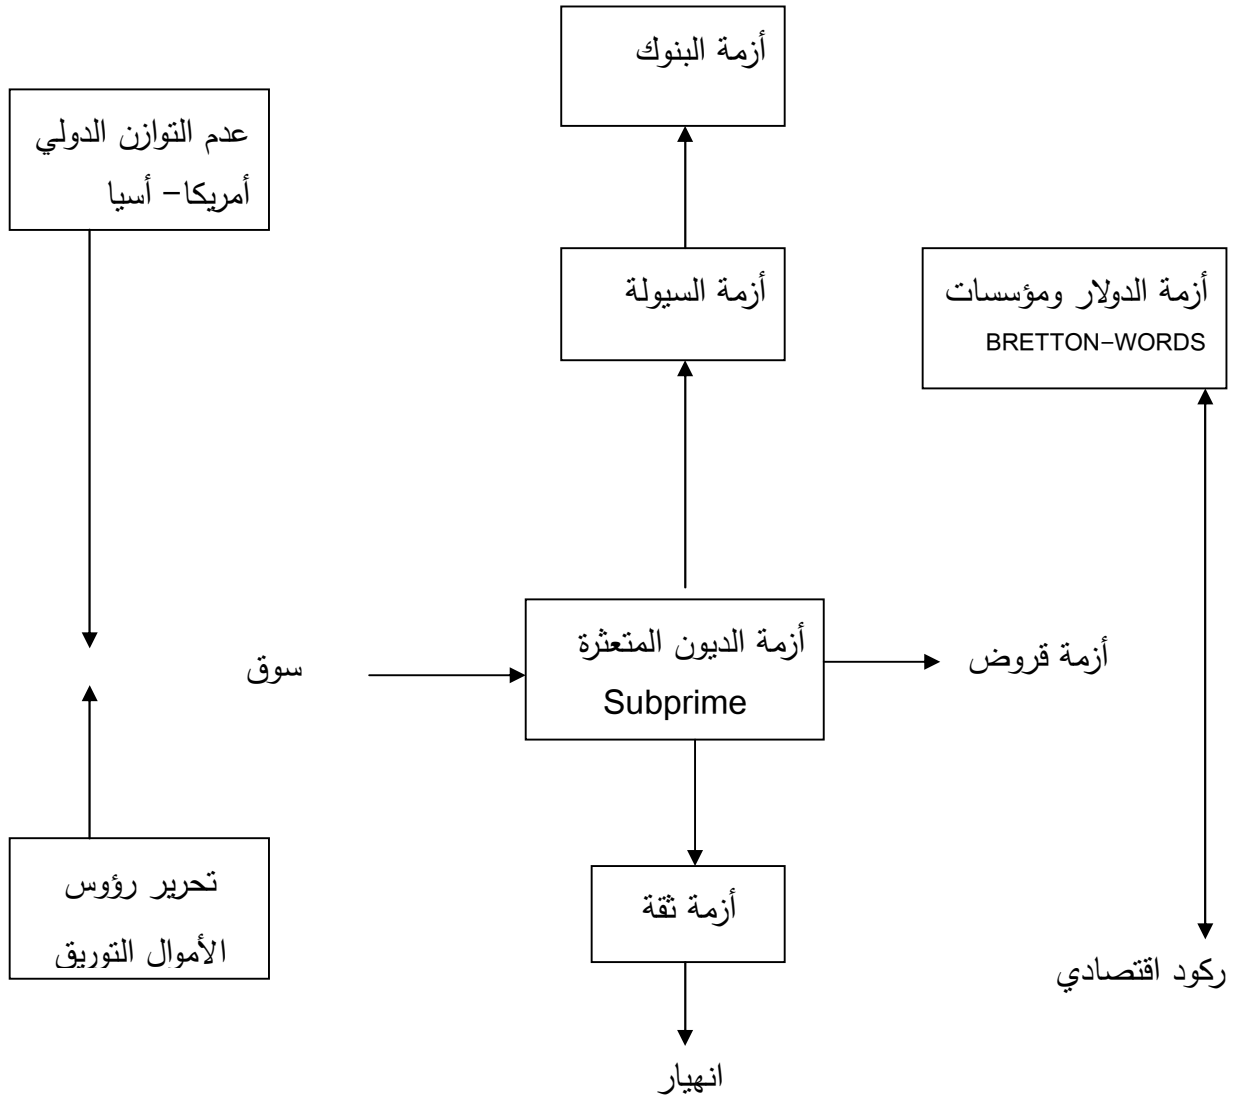 أزمة البنوك
عدم التوازن الدولي
أمريكا– أسيا
أزمة السيولة
أزمة الدولار ومؤسسات
BRETTON–WORDS
أزمة الديون المتعثرة
Subprime
أزمة قروض
سوق
تحرير رؤوس
الأموال التوريق
أزمة ثقة
ركود اقتصادي
انهيار